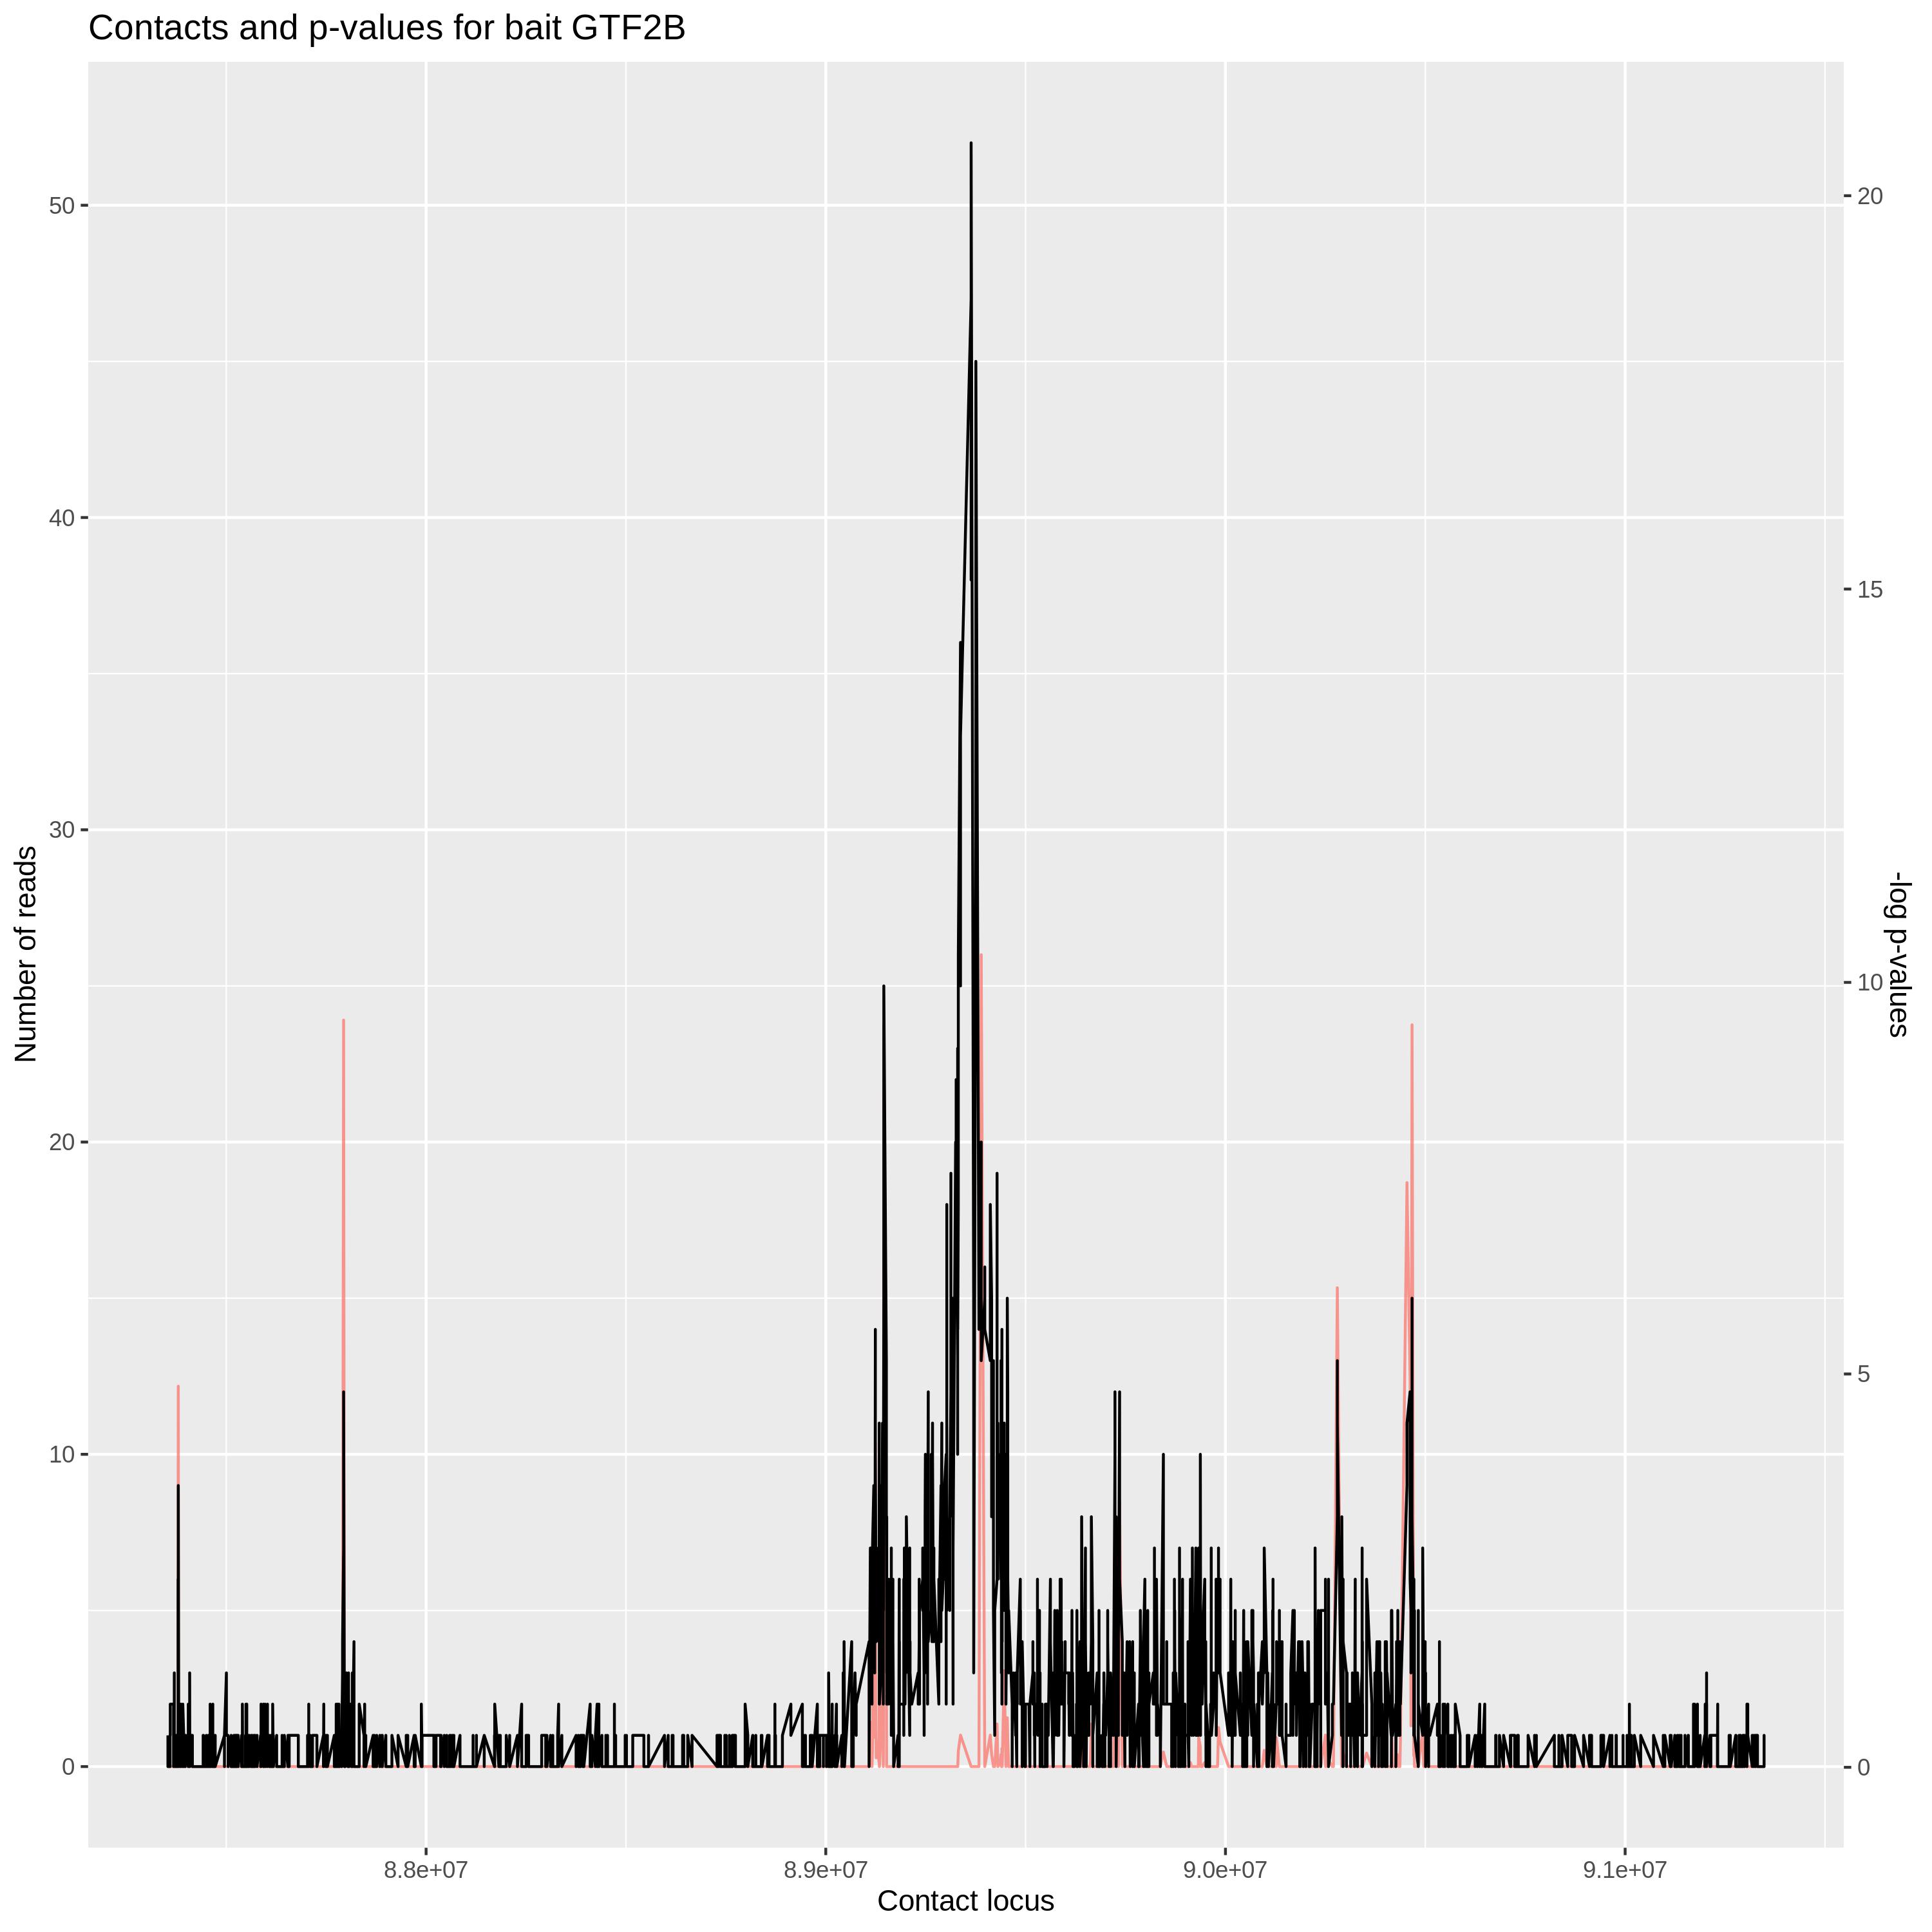 Contacts and p-values for bait GTF2B
50
40
30
20
10
0
Number of reads
20
15
10
5
0
-log p-values
8.8e+07
8.9e+07
9.0e+07
9.1e+07
Contact locus